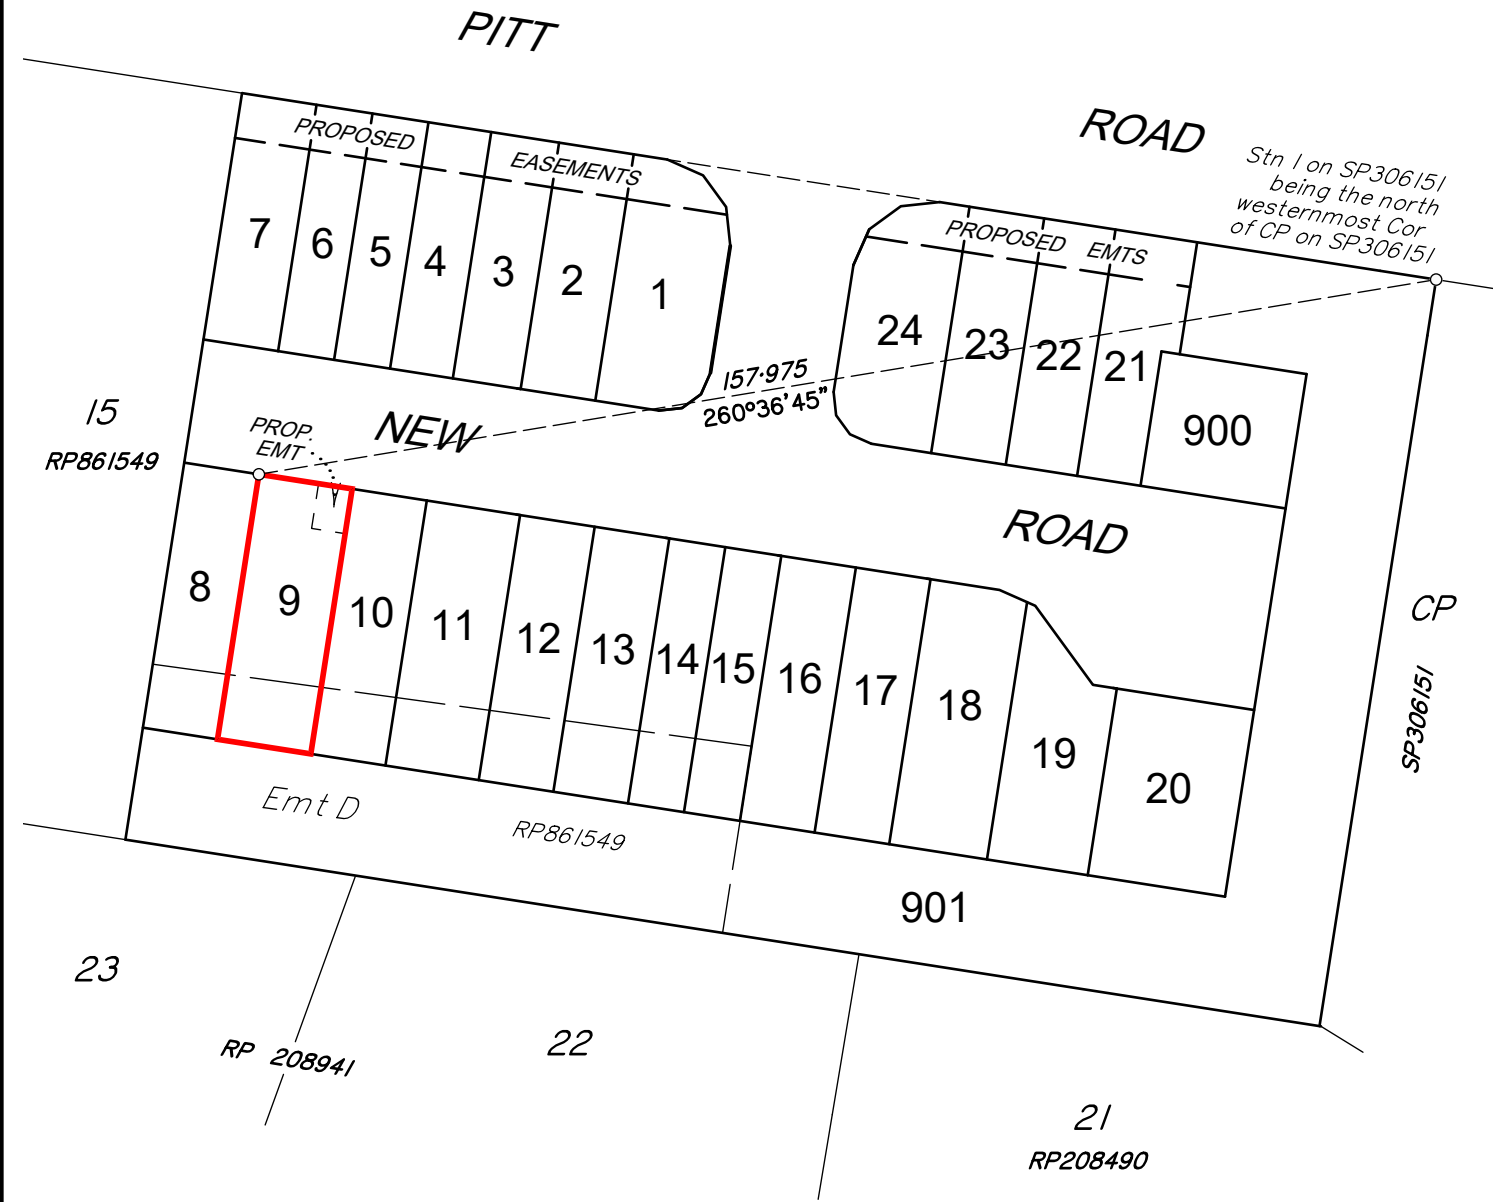 PITT
ROAD
Stn 1 on SP306151
being the north
westernmost Cor
of CP on SP306151
PROPOSED
EASEMENTS
PROPOSED EMTS
7
6
5
4
3
2
1
24
23
22
21
900
157·975
260°36'45"
15
RP861549
PROP.
EMT
NEW
ROAD
8
9
10
11
12
13
14
15
16
17
18
19
20
CP
SP306151
Emt D
RP861549
901
23
RP 208941
22
21
RP208490